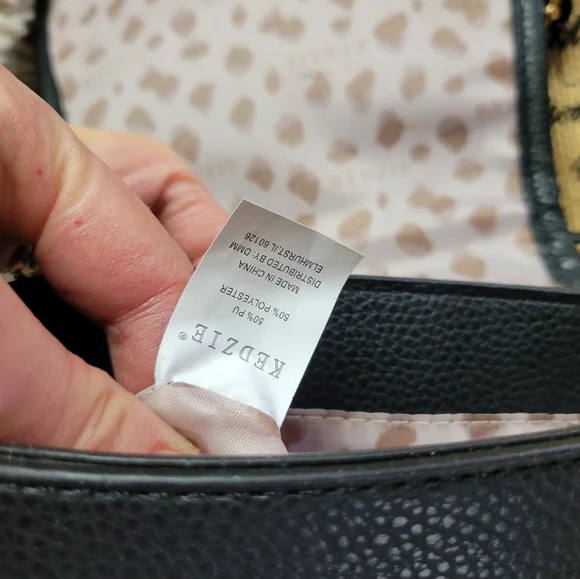 KEDZIE®
50% PU
50% POLYESTER
MADE IN CHINA
DISTRIBUTED BY: DMM
ELMHURST,IL 60126